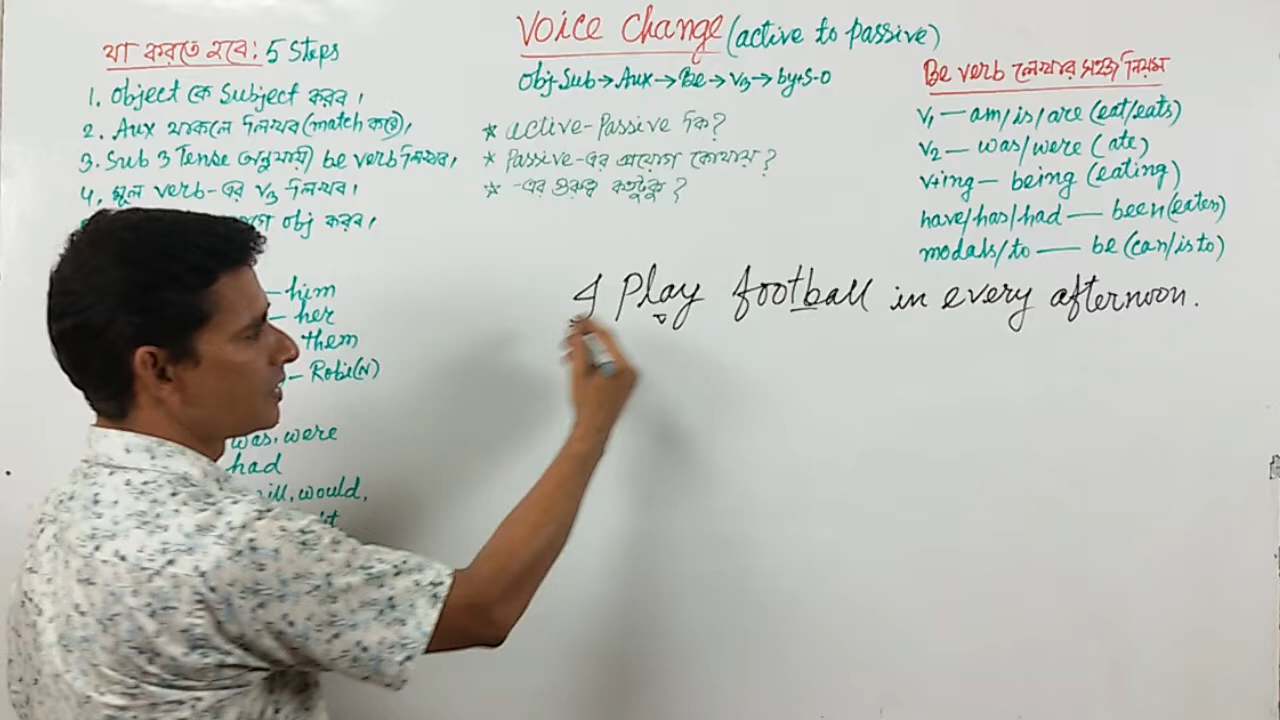 যা করতে হবে: 5 Steps
1. Object কে Subject করব।
2. Aux থাকলে লিখব (match করে),
3. Sub ও Tense অনুযায়ী be verb লিখব,
4, মূল verb-এর V3 লিখব।
obj করব,
him
her
them
Robi(N)
was, were
had
ill, would,
Voice Change (active to passive)
Obj-Sub→Aux→Be→V3→by+S-O
* active-Passive কি?
* Passive-এর প্রয়োগ কোথায়?
* -এর গুরুত্ব কতটুকু?
Be verb লেখার সহজ নিয়ম
V1 — am/is/are (eat/eats)
V2 — was/were (ate)
V+ing — being (eating)
have/has/had — been (eaten)
modals/to — be (can/is to)
I Play football in every afternoon.